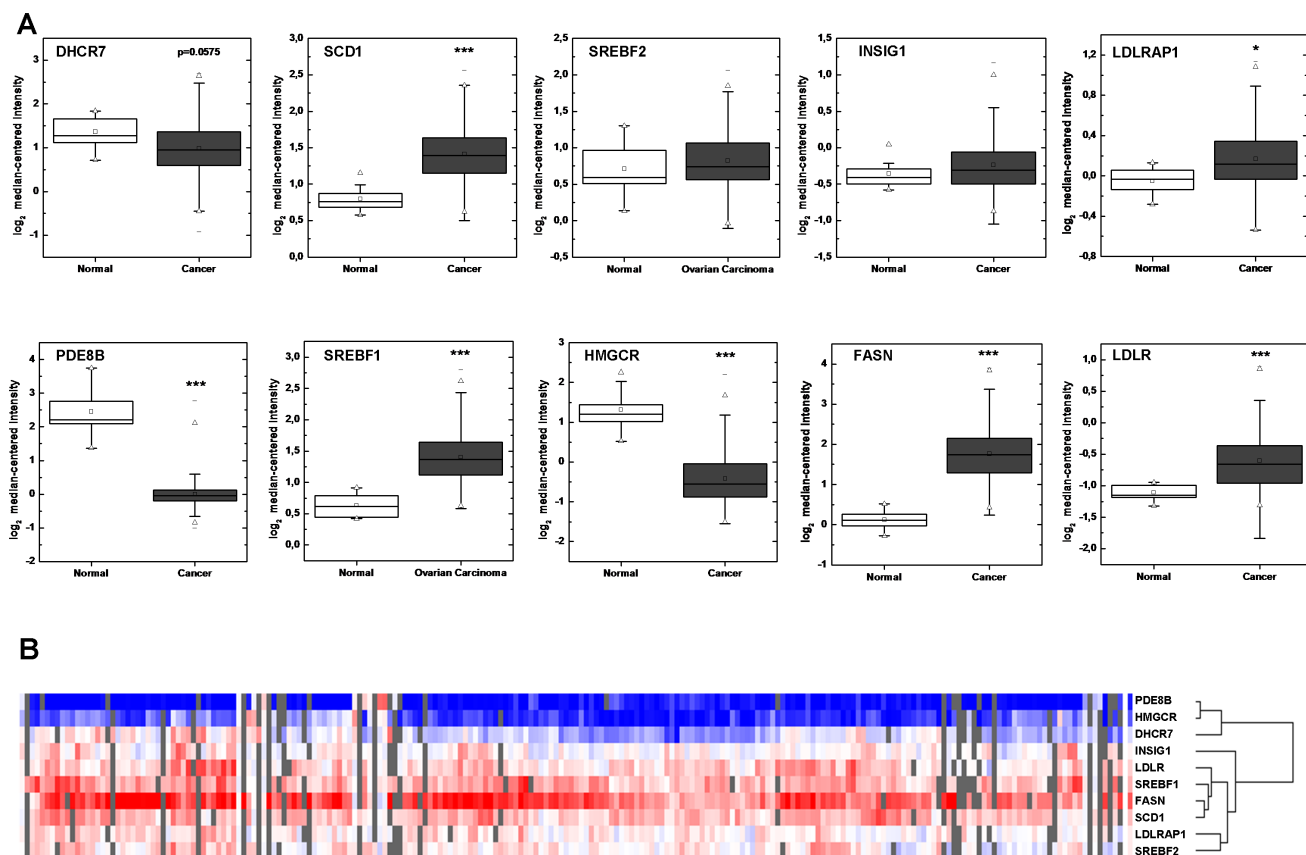 A
DHCR7
p=0.0575
log2 median-centered intensity
3
2
1
0
-1
Normal
Cancer
SCD1
***
log2 median-centered intensity
3,0
2,5
2,0
1,5
1,0
0,5
0,0
Normal
Cancer
SREBF2
log2 median-centered intensity
2,5
2,0
1,5
1,0
0,5
0,0
-0,5
Normal
Ovarian Carcinoma
INSIG1
log2 median-centered intensity
1,5
1,0
0,5
-0,0
-0,5
-1,0
-1,5
Normal
Cancer
LDLRAP1
*
log2 median-centered intensity
1,2
0,8
0,4
0,0
-0,4
-0,8
Normal
Cancer
PDE8B
***
log2 median-centered intensity
4
3
2
1
0
-1
-2
Normal
Cancer
SREBF1
***
log2 median-centered intensity
3,0
2,5
2,0
1,5
1,0
0,5
0,0
Normal
Ovarian Carcinoma
HMGCR
***
log2 median-centered intensity
3
2
1
0
-1
-2
Normal
Cancer
FASN
***
log2 median-centered intensity
4
3
2
1
0
-1
Normal
Cancer
LDLR
***
log2 median-centered intensity
1,0
0,5
0,0
-0,5
-1,0
-1,5
-2,0
Normal
Cancer
B
PDE8B
HMGCR
DHCR7
INSIG1
LDLR
SREBF1
FASN
SCD1
LDLRAP1
SREBF2